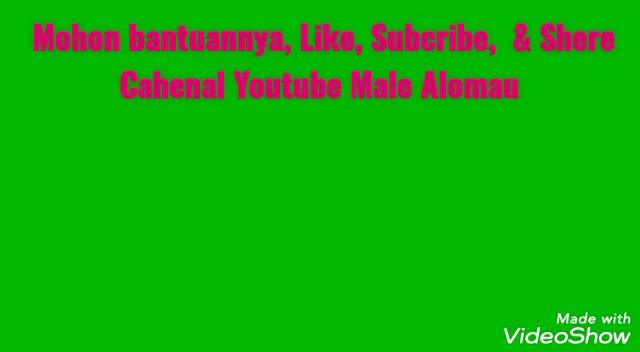 Mohon bantuannya, Like, Subcribe, & Shere
Cahenal Youtube Male Alomau
Made with
VideoShow